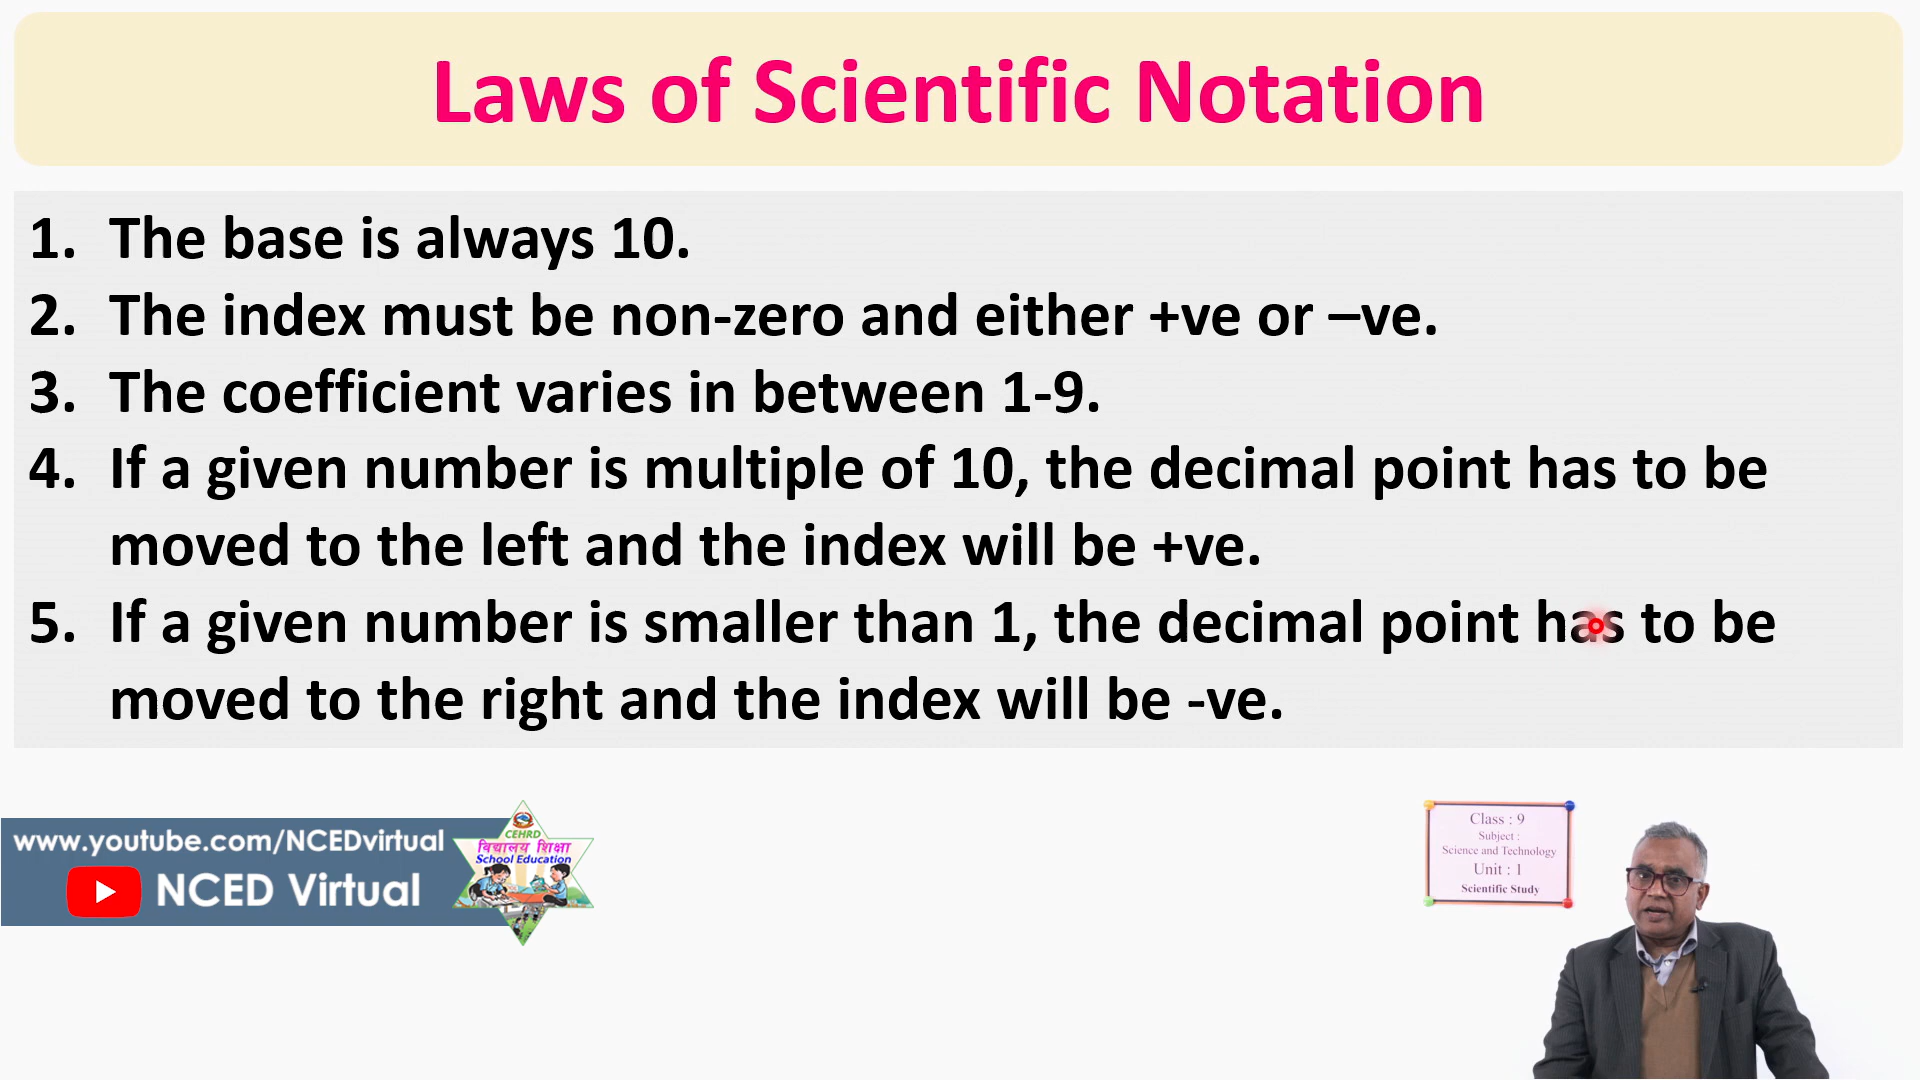 Laws of Scientific Notation
1. The base is always 10.
2. The index must be non-zero and either +ve or –ve.
3. The coefficient varies in between 1-9.
4. If a given number is multiple of 10, the decimal point has to be
moved to the left and the index will be +ve.
5. If a given number is smaller than 1, the decimal point has to be
moved to the right and the index will be -ve.
www.youtube.com/NCEDvirtual
NCED Virtual
CEHRD
विद्यालय शिक्षा
School Education
Class : 9
Subject :
Science and Technology
Unit : 1
Scientific Study